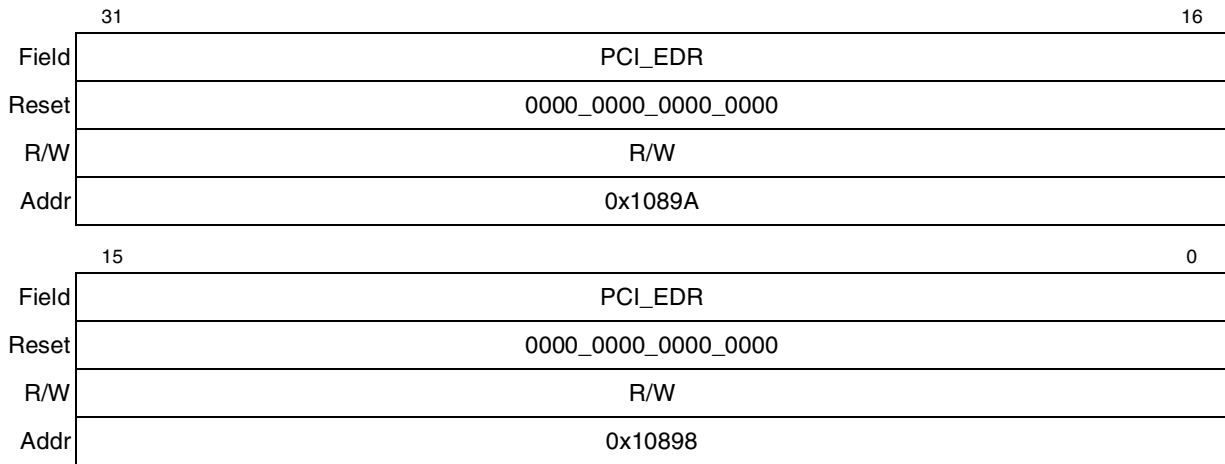 31 16
Field PCI_EDR
Reset 0000_0000_0000_0000
R/W R/W
Addr 0x1089A
15 0
Field PCI_EDR
Reset 0000_0000_0000_0000
R/W R/W
Addr 0x10898